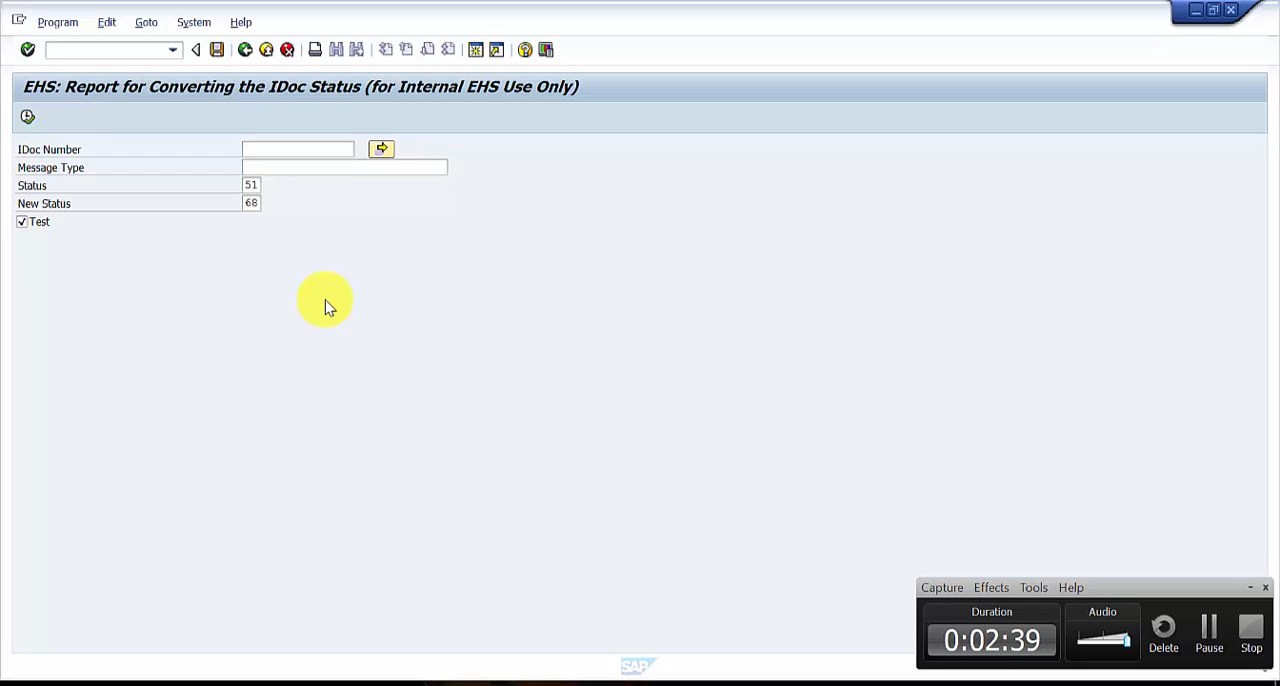 Program Edit Goto System Help
EHS: Report for Converting the IDoc Status (for Internal EHS Use Only)
IDoc Number
Message Type
Status 51
New Status 68
Test
Capture Effects Tools Help
Duration Audio
0:02:39
Delete Pause Stop
SAP